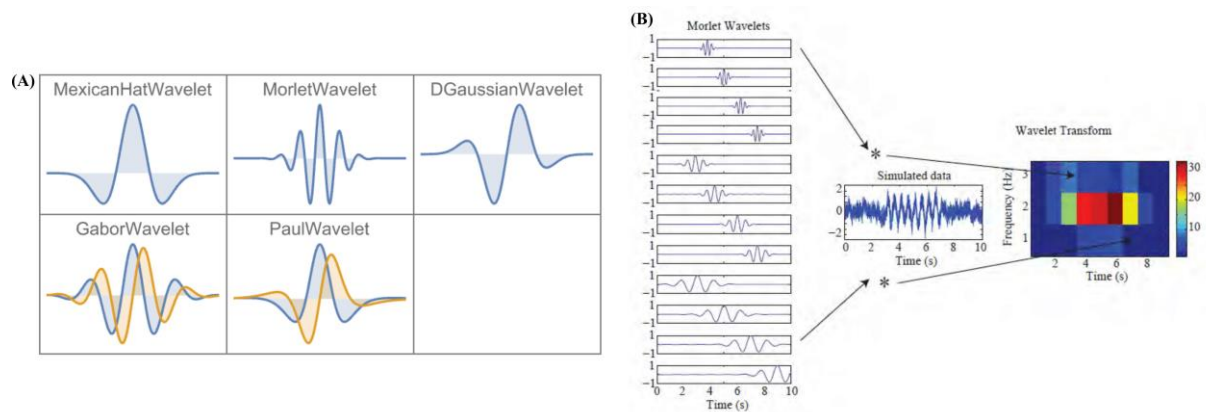 (A)
MexicanHatWavelet MorletWavelet DGaussianWavelet
GaborWavelet PaulWavelet
(B)
Morlet Wavelets
1
-1
1
-1
1
-1
1
-1
1
-1
1
-1
1
-1
1
-1
1
-1
1
-1
1
-1
1
-1
0 2 4 6 8 10
Time (s)
*
Simulated data
2
0
-2
0 2 4 6 8 10
Time (s)
*
Wavelet Transform
Frequency (Hz)
3
2
1
2 4 6 8
Time (s)
30
20
10